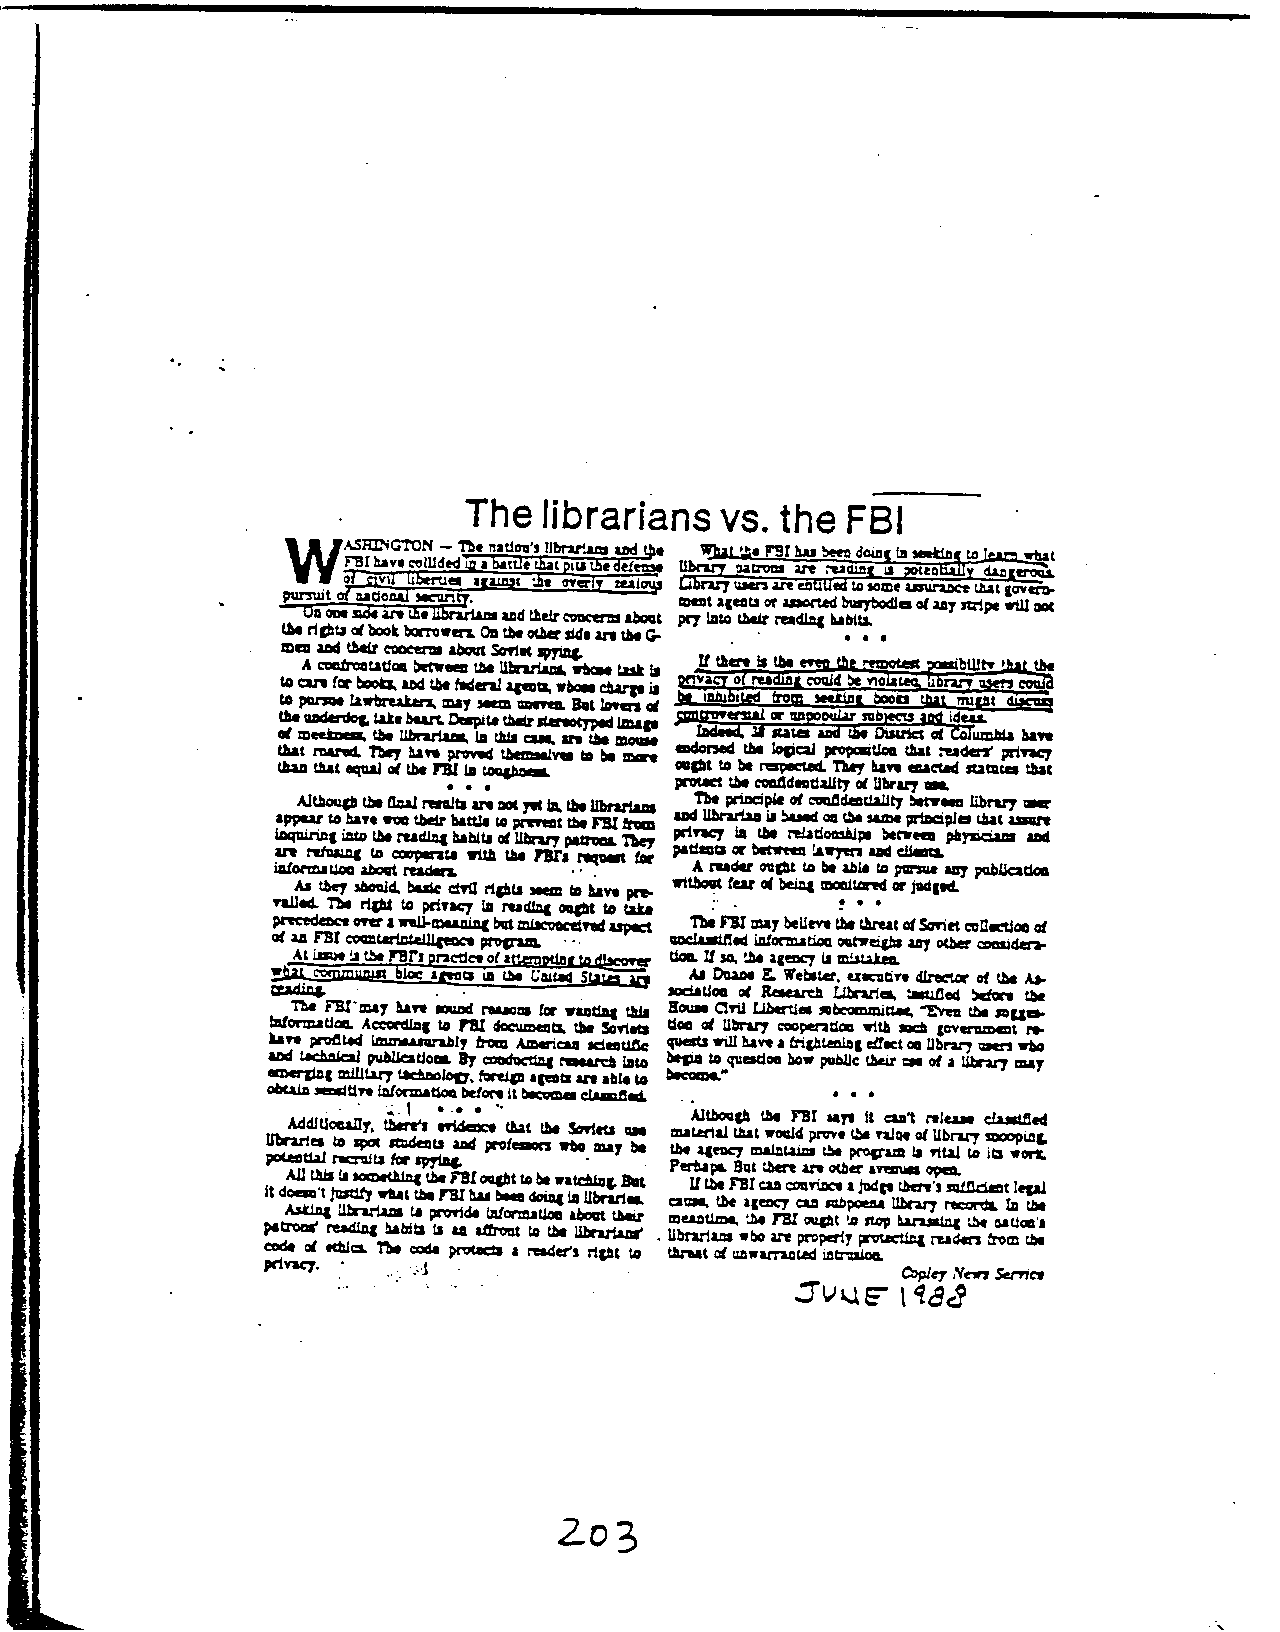 The librarians vs. the FBI
WASHINGTON — The nation's librarians and the
FBI have collided in a battle that pits the defense
of civil liberties against the overly zealous
pursuit of national security.
On one side are the librarians and their concerns about
the rights of book borrowers. On the other side are the G-
men and their concerns about Soviet spying.
A confrontation between the librarians, whose task is
to care for books, and the federal agents, whose charge is
to pursue lawbreakers, may seem uneven. But lovers of
the underdog, take heart. Despite their stereotyped image
of meekness, the librarians, in this case, are the mouse
that roared. They have proved themselves to be more
than that equal of the FBI in toughness.
• • •
Although the final results are not yet in, the librarians
appear to have won their battle to prevent the FBI from
inquiring into the reading habits of library patrons. They
are refusing to cooperate with the FBI's request for
information about readers.
As they should, basic civil rights seem to have pre-
vailed. The right to privacy in reading ought to take
precedence over a well-meaning but misconceived aspect
of an FBI counterintelligence program.
At issue is the FBI's practice of attempting to discover
what communist bloc agents in the United States are
reading.
The FBI may have sound reasons for wanting this
information. According to FBI documents, the Soviets
have profited immeasurably from American scientific
and technical publications. By conducting research into
emerging military technology, foreign agents are able to
obtain sensitive information before it becomes classified.
• • •
Additionally, there's evidence that the Soviets use
libraries to spot students and professors who may be
potential recruits for spying.
All this is something the FBI ought to be watching. But
it doesn't justify what the FBI has been doing in libraries.
Asking librarians to provide information about their
patrons' reading habits is an affront to the librarians'
code of ethics. The code protects a reader's right to
privacy.
What the FBI has been doing in seeking to learn what
library patrons are reading is potentially dangerous.
Library users are entitled to some assurance that govern-
ment agents or assorted busybodies of any stripe will not
pry into their reading habits.
• • •
If there is the even the remotest possibility that the
privacy of reading could be violated, library users could
be inhibited from seeking books that might discuss
controversial or unpopular subjects and ideas.
Indeed, 38 states and the District of Columbia have
endorsed the logical proposition that readers' privacy
ought to be respected. They have enacted statutes that
protect the confidentiality of library use.
The principle of confidentiality between library user
and librarian is based on the same principles that assure
privacy in the relationships between physicians and
patients or between lawyers and clients.
A reader ought to be able to pursue any publication
without fear of being monitored or judged.
• • •
The FBI may believe the threat of Soviet collection of
unclassified information outweighs any other considera-
tion. If so, the agency is mistaken.
As Duane E. Webster, executive director of the As-
sociation of Research Libraries, testified before the
House Civil Liberties subcommittee, "Even the sugges-
tion of library cooperation with such government re-
quests will have a frightening effect on library users who
begin to question how public their use of a library may
become."
• • •
Although the FBI says it can't release classified
material that would prove the value of library snooping,
the agency maintains the program is vital to its work.
Perhaps. But there are other avenues open.
If the FBI can convince a judge there's sufficient legal
cause, the agency can subpoena library records. In the
meantime, the FBI ought to stop harassing the nation's
librarians who are properly protecting readers from the
threat of unwarranted intrusion.
Copley News Service
JUNE 1988
203